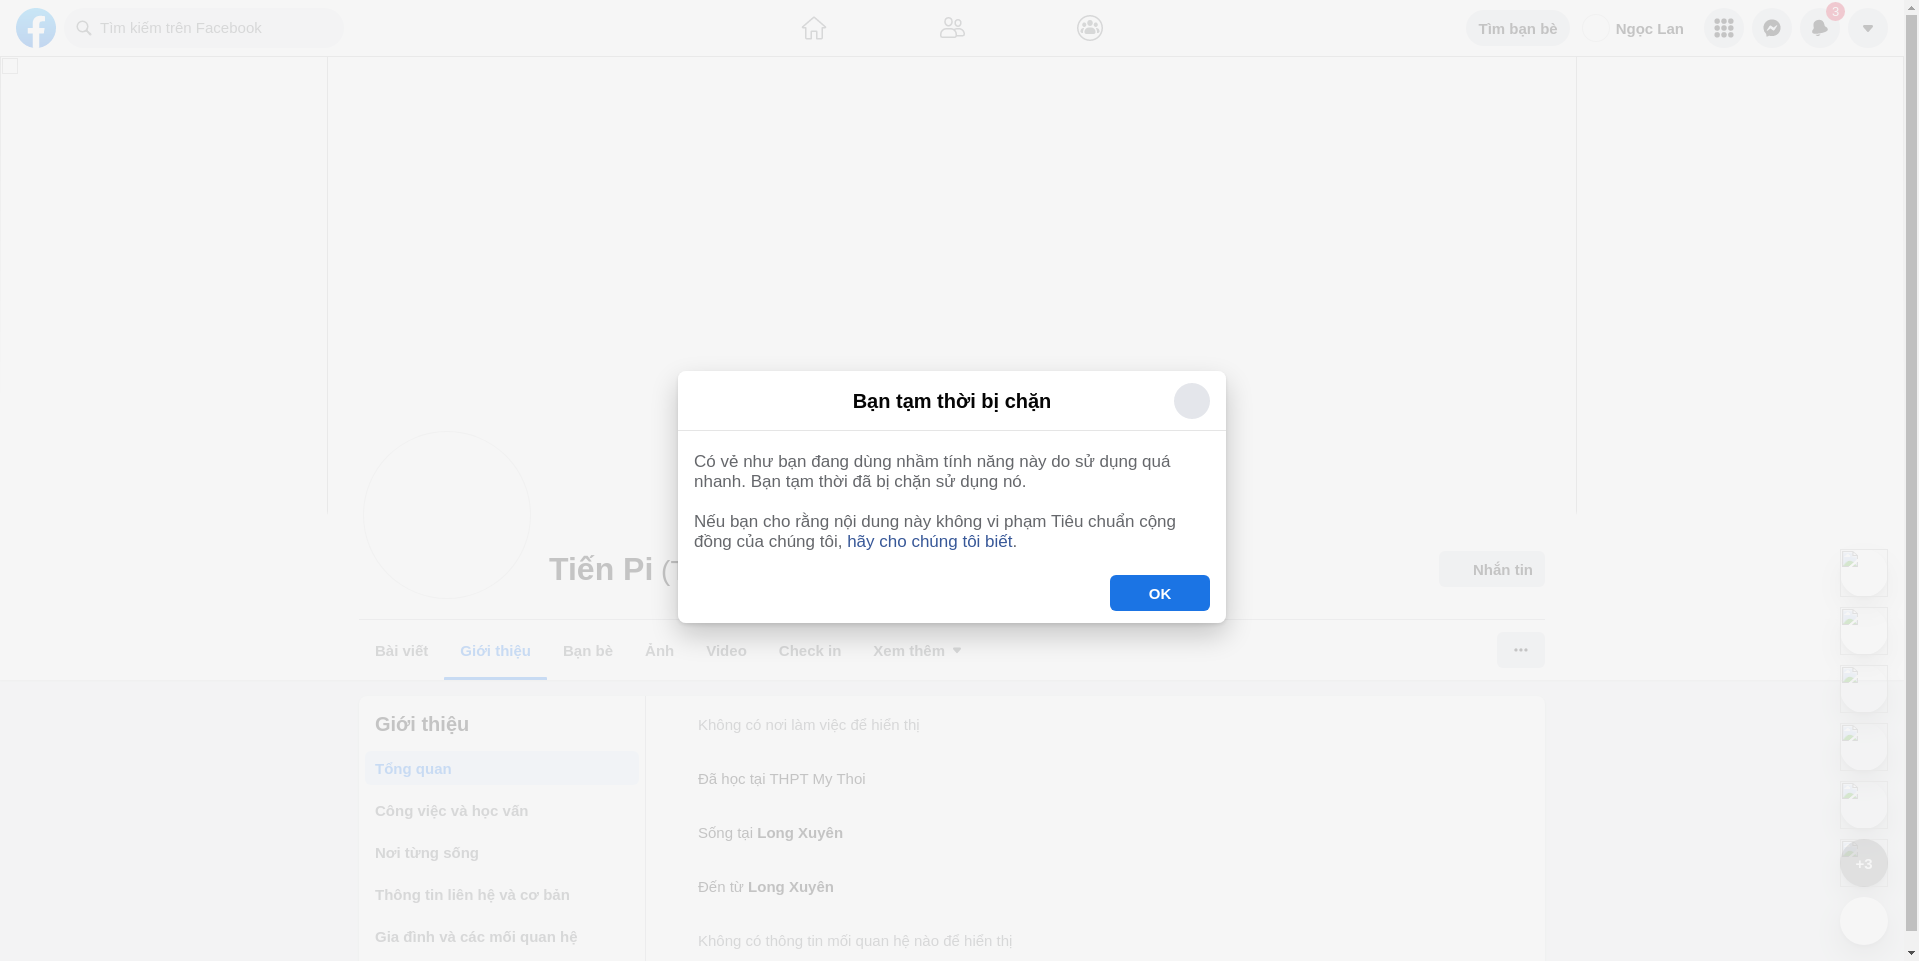 Tìm kiếm trên Facebook
Tìm bạn bè
Ngọc Lan
3
Bạn tạm thời bị chặn
Có vẻ như bạn đang dùng nhầm tính năng này do sử dụng quá
nhanh. Bạn tạm thời đã bị chặn sử dụng nó.
Nếu bạn cho rằng nội dung này không vi phạm Tiêu chuẩn cộng
đồng của chúng tôi, hãy cho chúng tôi biết.
OK
Tiến Pi (T
Nhắn tin
Bài viết
Giới thiệu
Bạn bè
Ảnh
Video
Check in
Xem thêm
Giới thiệu
Tổng quan
Công việc và học vấn
Nơi từng sống
Thông tin liên hệ và cơ bản
Gia đình và các mối quan hệ
Không có nơi làm việc để hiển thị
Đã học tại THPT My Thoi
Sống tại Long Xuyên
Đến từ Long Xuyên
Không có thông tin mối quan hệ nào để hiển thị
+3